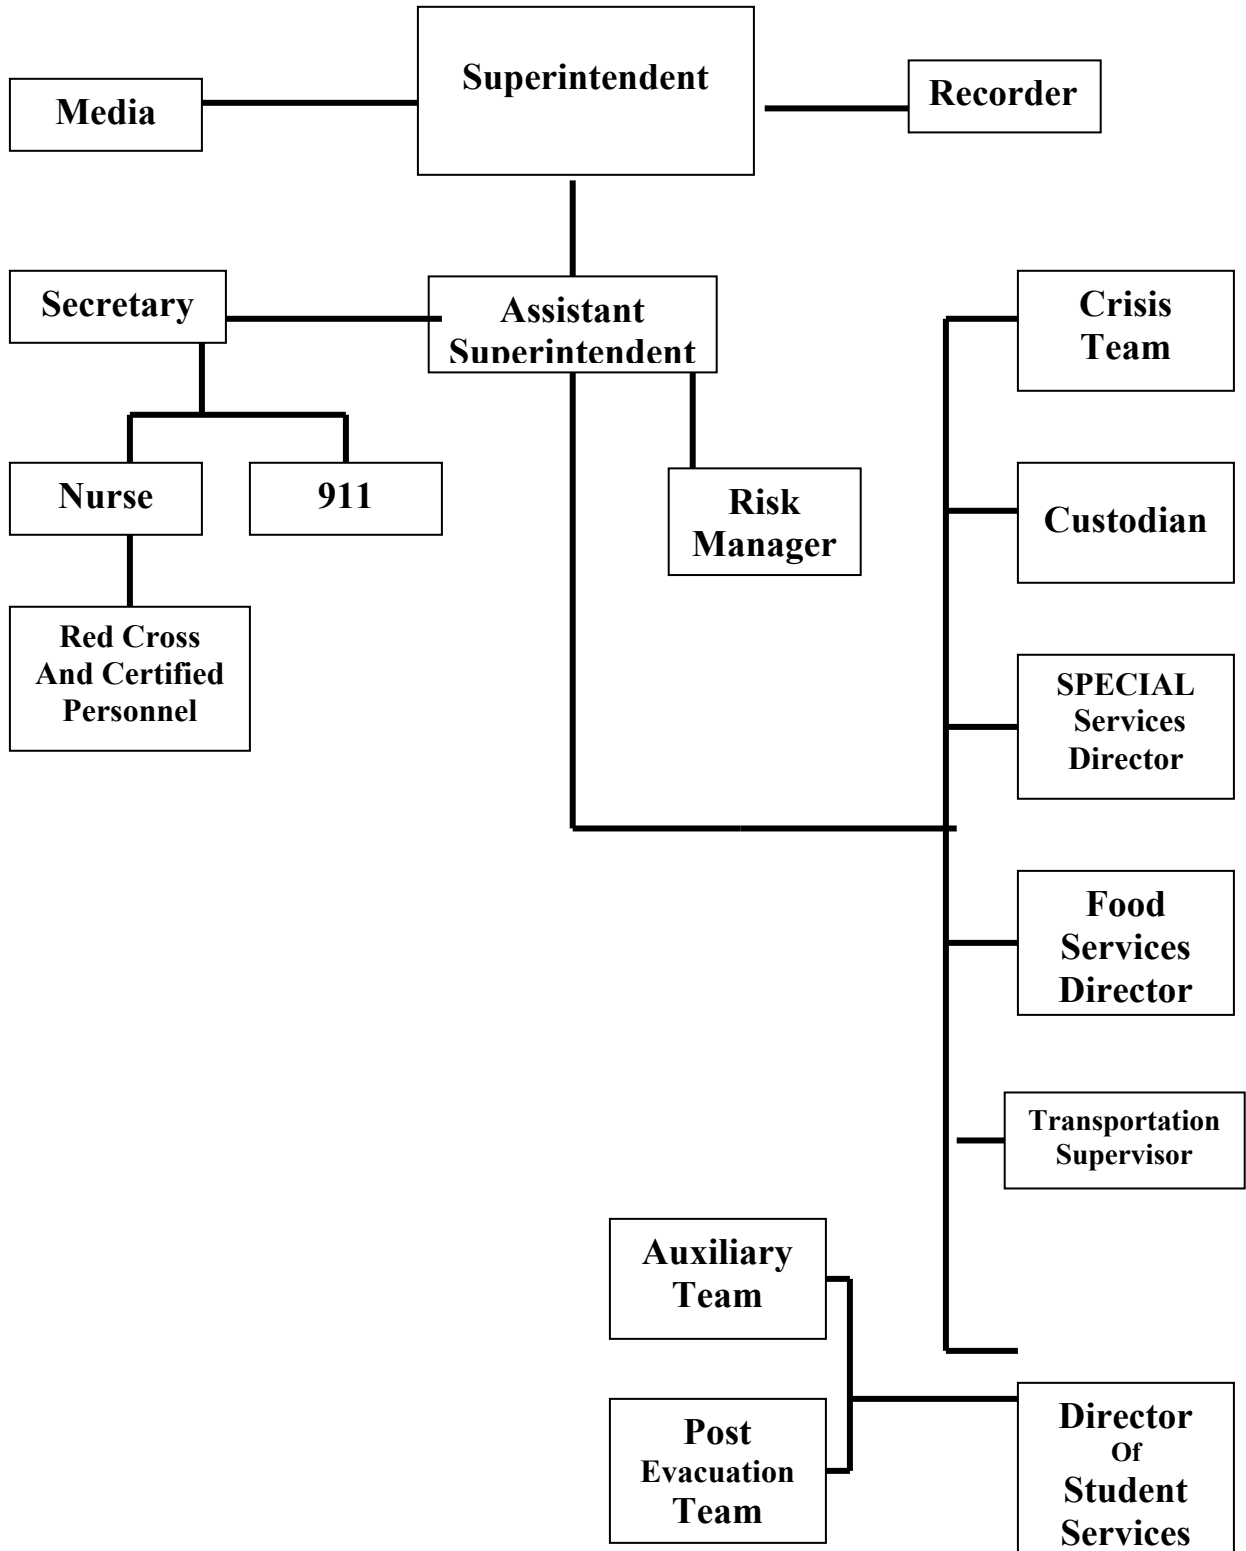 Superintendent
Media
Recorder
Secretary
Assistant
Superintendent
Crisis
Team
Nurse
911
Risk
Manager
Custodian
Red Cross
And Certified
Personnel
SPECIAL
Services
Director
Food
Services
Director
Transportation
Supervisor
Auxiliary
Team
Post
Evacuation
Team
Director
Of
Student
Services